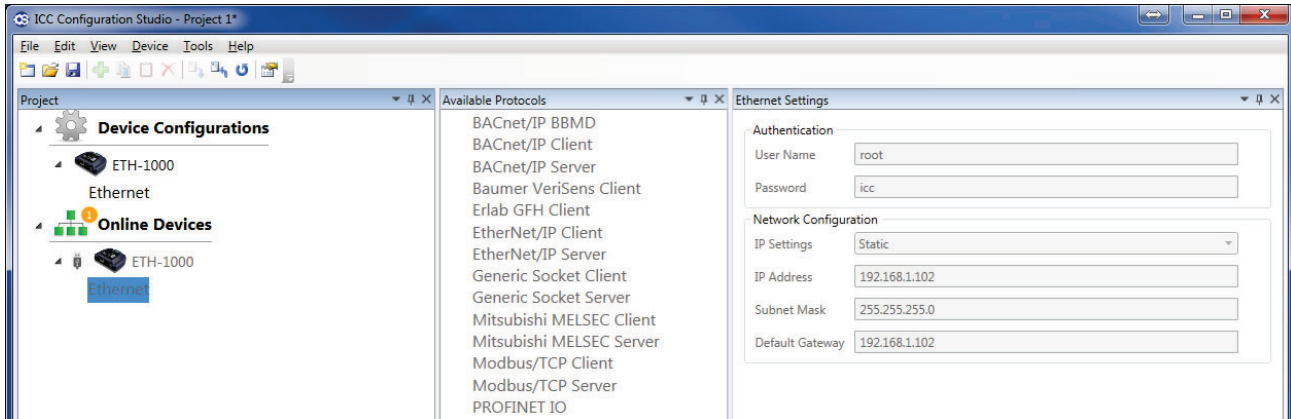 ICC Configuration Studio - Project 1*
File Edit View Device Tools Help
Project
Device Configurations
ETH-1000
Ethernet
1
Online Devices
ETH-1000
Ethernet
Available Protocols
BACnet/IP BBMD
BACnet/IP Client
BACnet/IP Server
Baumer VeriSens Client
Erlab GFH Client
EtherNet/IP Client
EtherNet/IP Server
Generic Socket Client
Generic Socket Server
Mitsubishi MELSEC Client
Mitsubishi MELSEC Server
Modbus/TCP Client
Modbus/TCP Server
PROFINET IO
Ethernet Settings
Authentication
User Name root
Password icc
Network Configuration
IP Settings Static
IP Address 192.168.1.102
Subnet Mask 255.255.255.0
Default Gateway 192.168.1.102